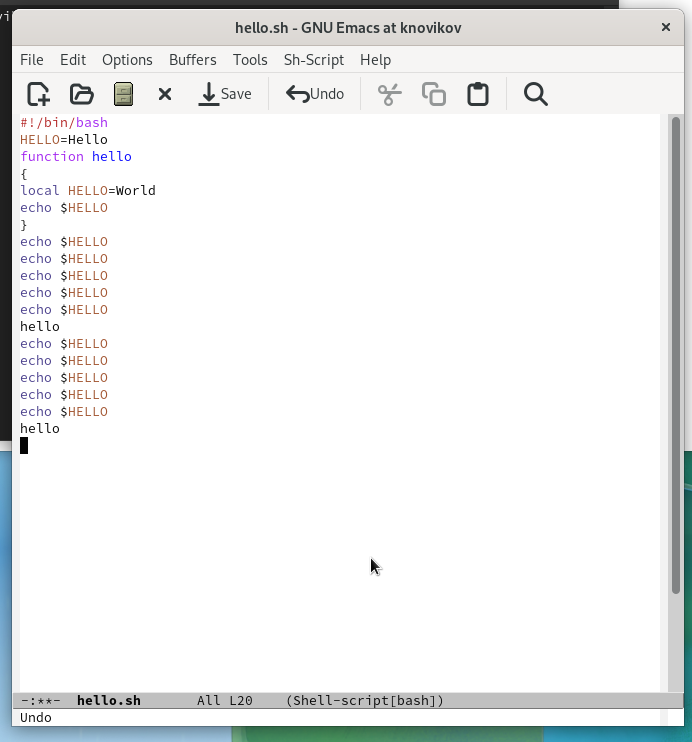 hello.sh - GNU Emacs at knovikov
File Edit Options Buffers Tools Sh-Script Help
Save Undo
#!/bin/bash
HELLO=Hello
function hello
{
local HELLO=World
echo $HELLO
}
echo $HELLO
echo $HELLO
echo $HELLO
echo $HELLO
echo $HELLO
hello
echo $HELLO
echo $HELLO
echo $HELLO
echo $HELLO
echo $HELLO
hello
-:**- hello.sh All L20 (Shell-script[bash])
Undo